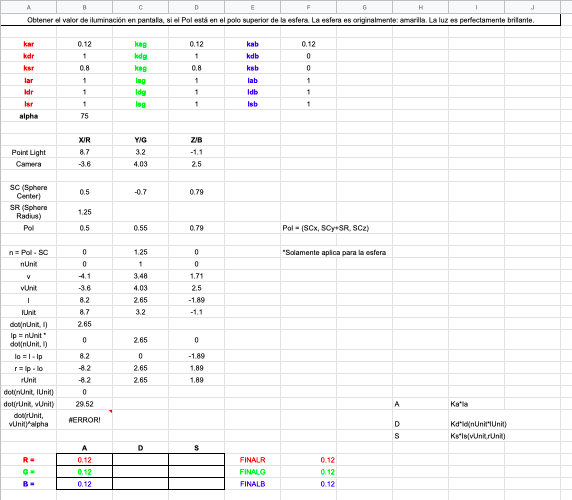 A B C D E F G H I J
Obtener el valor de iluminación en pantalla, si el PoI está en el polo superior de la esfera. La esfera es originalmente: amarilla. La luz es perfectamente brillante.
kar 0.12 kag 0.12 kab 0.12
kdr 1 kdg 1 kdb 0
ksr 0.8 ksg 0.8 ksb 0
Iar 1 Iag 1 Iab 1
Idr 1 Idg 1 Idb 1
Isr 1 Isg 1 Isb 1
alpha 75
X/R Y/G Z/B
Point Light 8.7 3.2 -1.1
Camera -3.6 4.03 2.5
SC (Sphere
Center) 0.5 -0.7 0.79
SR (Sphere
Radius) 1.25
PoI 0.5 0.55 0.79 PoI = (SCx, SCy+SR, SCz)
n = PoI - SC 0 1.25 0 *Solamente aplica para la esfera
nUnit 0 1 0
v -4.1 3.48 1.71
vUnit -3.6 4.03 2.5
l 8.2 2.65 -1.89
lUnit 8.7 3.2 -1.1
dot(nUnit, l) 2.65
lp = nUnit *
dot(nUnit, l) 0 2.65 0
lo = l - lp 8.2 0 -1.89
r = lp - lo -8.2 2.65 1.89
rUnit -8.2 2.65 1.89
dot(nUnit, lUnit) 0
dot(rUnit, vUnit) 29.52 A Ka*Ia
dot(rUnit,
vUnit)^alpha #ERROR! D Kd*Id(nUnit*lUnit)
S Ks*Is(vUnit,rUnit)
A D S
R = 0.12 FINALR 0.12
G = 0.12 FINALG 0.12
B = 0.12 FINALB 0.12